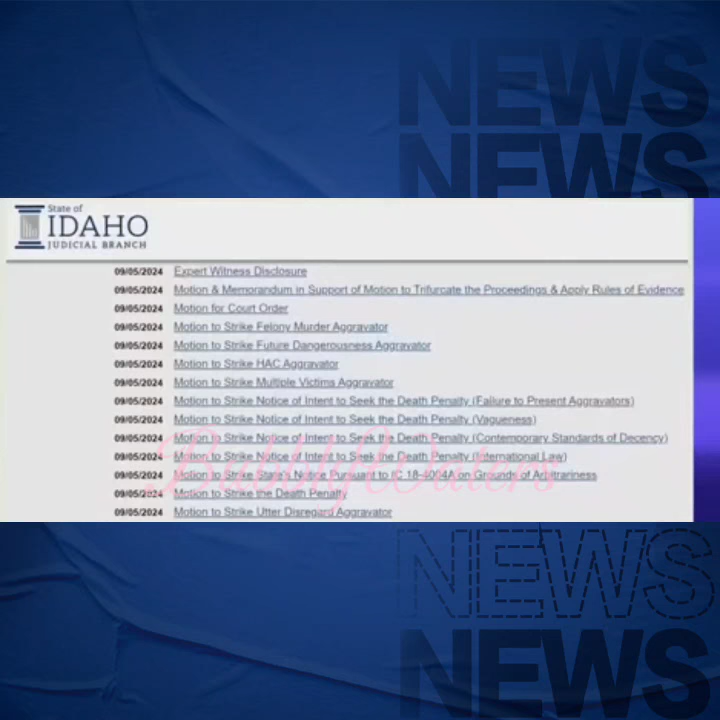 NEWS
NEWS
State of
IDAHO
JUDICIAL BRANCH
09/05/2024 Expert Witness Disclosure
09/05/2024 Motion & Memorandum in Support of Motion to Trifurcate the Proceedings & Apply Rules of Evidence
09/05/2024 Motion for Court Order
09/05/2024 Motion to Strike Felony Murder Aggravator
09/05/2024 Motion to Strike Future Dangerousness Aggravator
09/05/2024 Motion to Strike HAC Aggravator
09/05/2024 Motion to Strike Multiple Victims Aggravator
09/05/2024 Motion to Strike Notice of Intent to Seek the Death Penalty (Failure to Present Aggravators)
09/05/2024 Motion to Strike Notice of Intent to Seek the Death Penalty (Vagueness)
09/05/2024 Motion to Strike Notice of Intent to Seek the Death Penalty (Contemporary Standards of Decency)
09/05/2024 Motion to Strike Notice of Intent to Seek the Death Penalty (International Law)
09/05/2024 Motion to Strike State's Notice Pursuant to IC 18-4004A on Grounds of Arbitrariness
09/05/2024 Motion to Strike the Death Penalty
09/05/2024 Motion to Strike Utter Disregard Aggravator
NEWS
NEWS